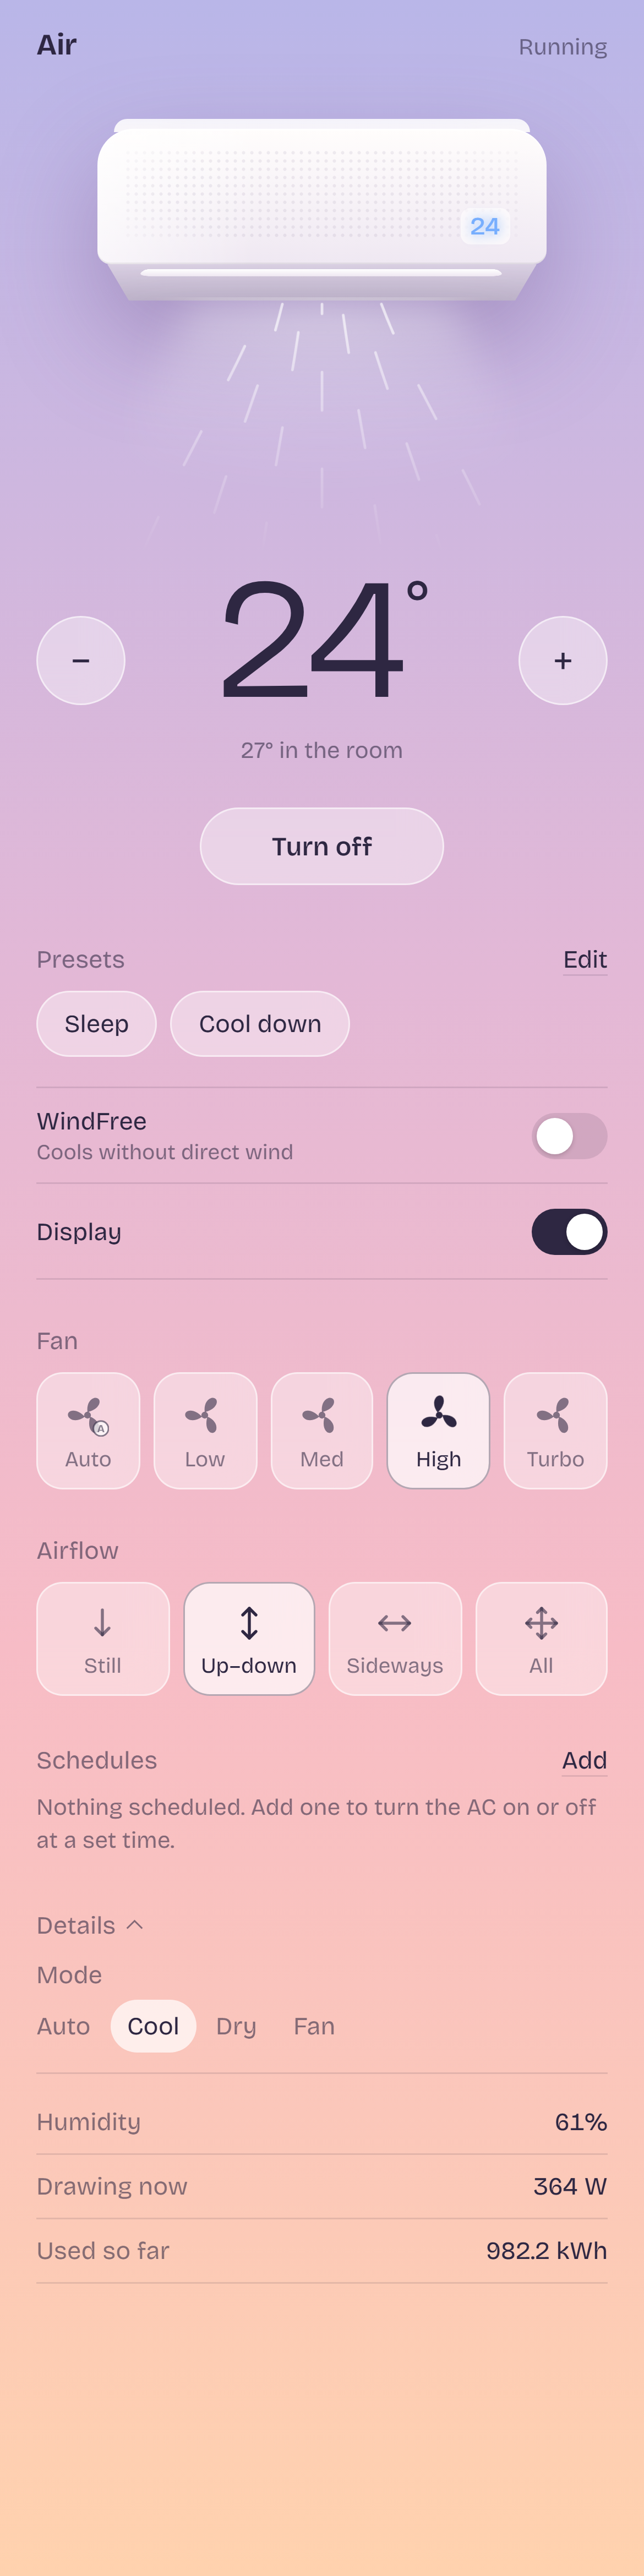 Air
Running
24
24°
−
+
27° in the room
Turn off
Presets
Edit
Sleep
Cool down
WindFree
Cools without direct wind
Display
Fan
A
Auto
Low
Med
High
Turbo
Airflow
Still
Up–down
Sideways
All
Schedules
Add
Nothing scheduled. Add one to turn the AC on or off
at a set time.
Details
Mode
Auto
Cool
Dry
Fan
Humidity
61%
Drawing now
364 W
Used so far
982.2 kWh